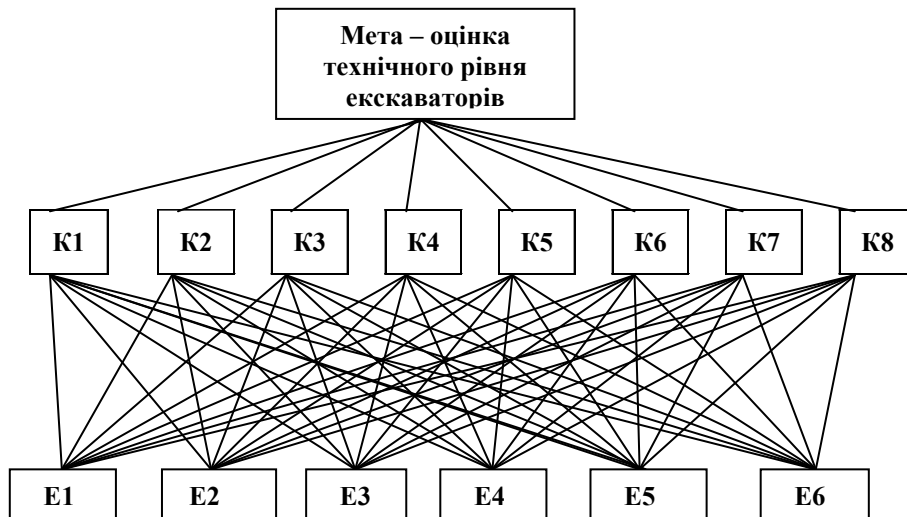 Мета – оцінка
технічного рівня
екскаваторів
К1 К2 К3 К4 К5 К6 К7 К8
Е1 Е2 Е3 Е4 Е5 Е6